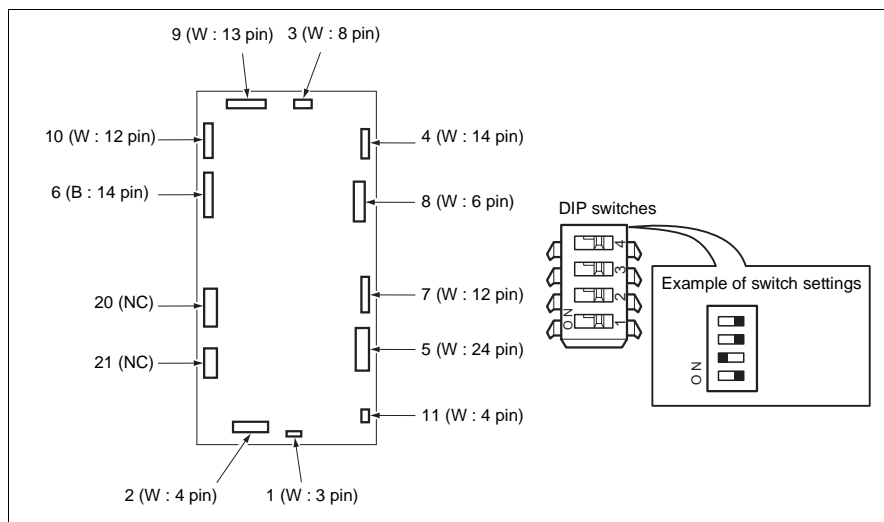 9 (W : 13 pin)
3 (W : 8 pin)
10 (W : 12 pin)
4 (W : 14 pin)
6 (B : 14 pin)
8 (W : 6 pin)
DIP switches
4
3
2
1
ON
Example of switch settings
ON
20 (NC)
7 (W : 12 pin)
21 (NC)
5 (W : 24 pin)
11 (W : 4 pin)
2 (W : 4 pin)
1 (W : 3 pin)